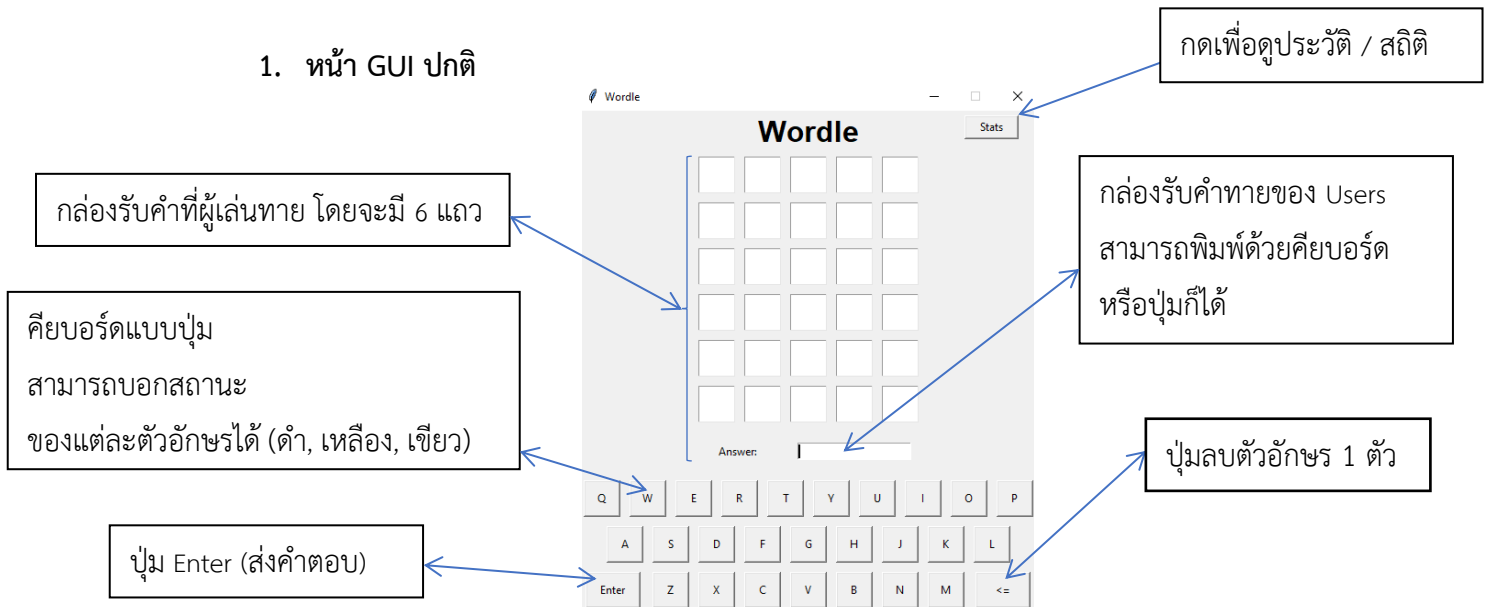 กดเพื่อดูประวัติ / สถิติ
1. หน้า GUI ปกติ
Wordle
Wordle
Stats
กล่องรับคำที่ผู้เล่นทาย โดยจะมี 6 แถว
กล่องรับคำทายของ Users
สามารถพิมพ์ด้วยคียบอร์ด
หรือปุ่มก็ได้
คียบอร์ดแบบปุ่ม
สามารถบอกสถานะ
ของแต่ละตัวอักษรได้ (ดำ, เหลือง, เขียว)
Answer:
ปุ่มลบตัวอักษร 1 ตัว
Q W E R T Y U I O P
A S D F G H J K L
ปุ่ม Enter (ส่งคำตอบ)
Enter Z X C V B N M <=